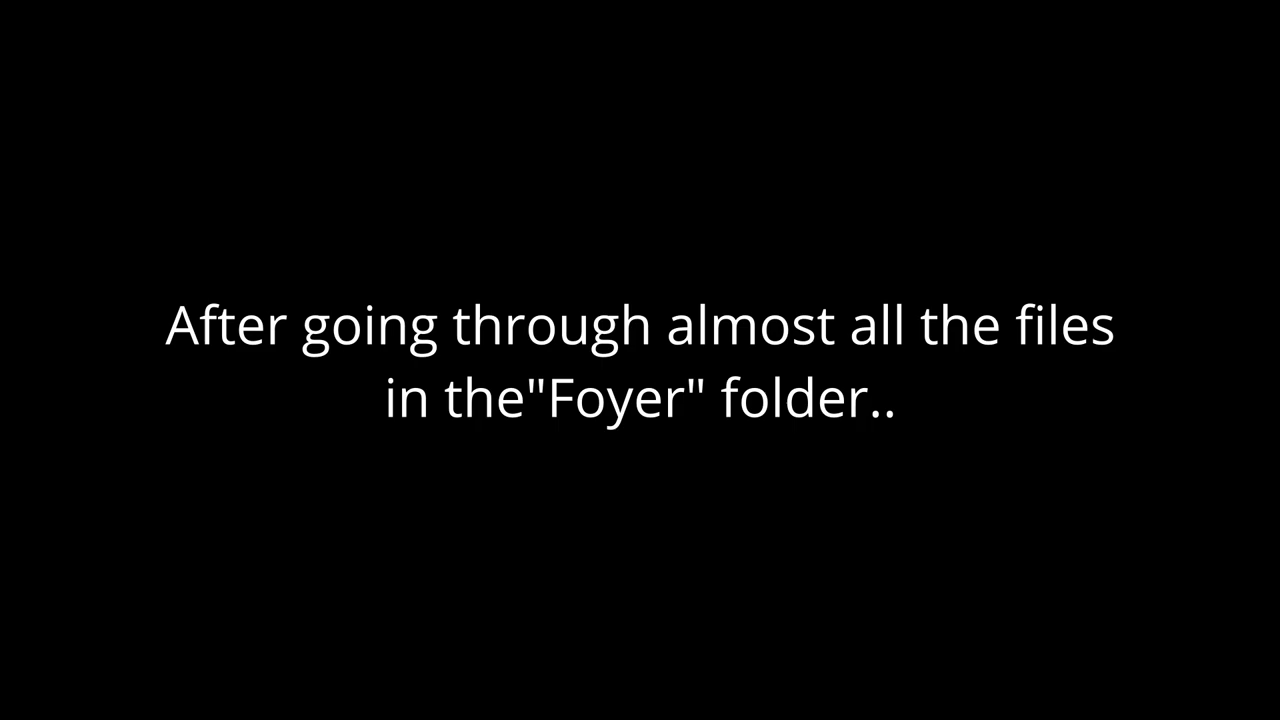 After going through almost all the files
in the"Foyer" folder..